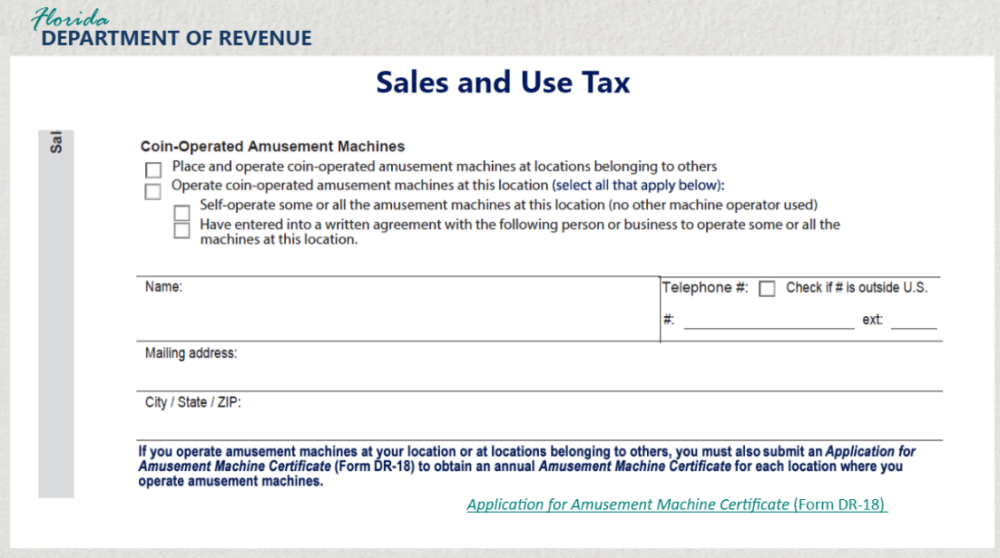 Florida
DEPARTMENT OF REVENUE
Sales and Use Tax
Sal
Coin-Operated Amusement Machines
Place and operate coin-operated amusement machines at locations belonging to others
Operate coin-operated amusement machines at this location (select all that apply below):
Self-operate some or all the amusement machines at this location (no other machine operator used)
Have entered into a written agreement with the following person or business to operate some or all the
machines at this location.
Name:
Telephone #: Check if # is outside U.S.
#: ext:
Mailing address:
City / State / ZIP:
If you operate amusement machines at your location or at locations belonging to others, you must also submit an Application for
Amusement Machine Certificate (Form DR-18) to obtain an annual Amusement Machine Certificate for each location where you
operate amusement machines.
Application for Amusement Machine Certificate (Form DR-18)